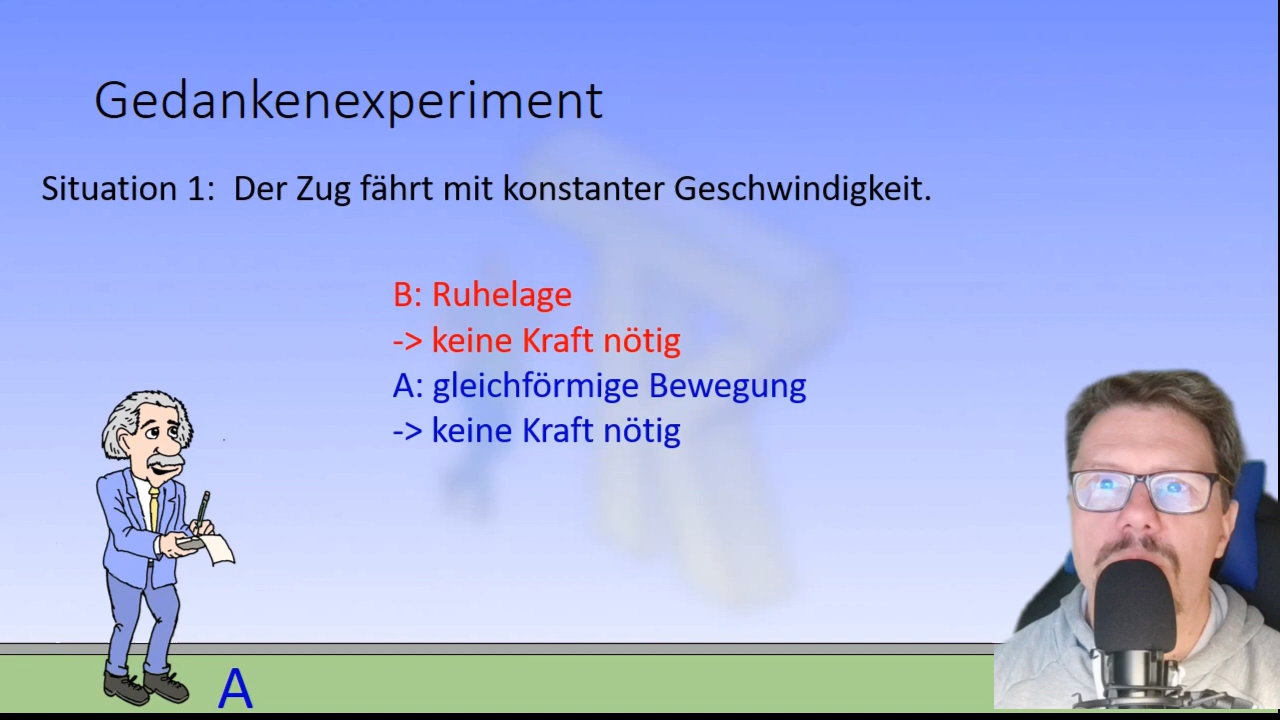 Gedankenexperiment
Situation 1: Der Zug fährt mit konstanter Geschwindigkeit.
B: Ruhelage
-> keine Kraft nötig
A: gleichförmige Bewegung
-> keine Kraft nötig
A